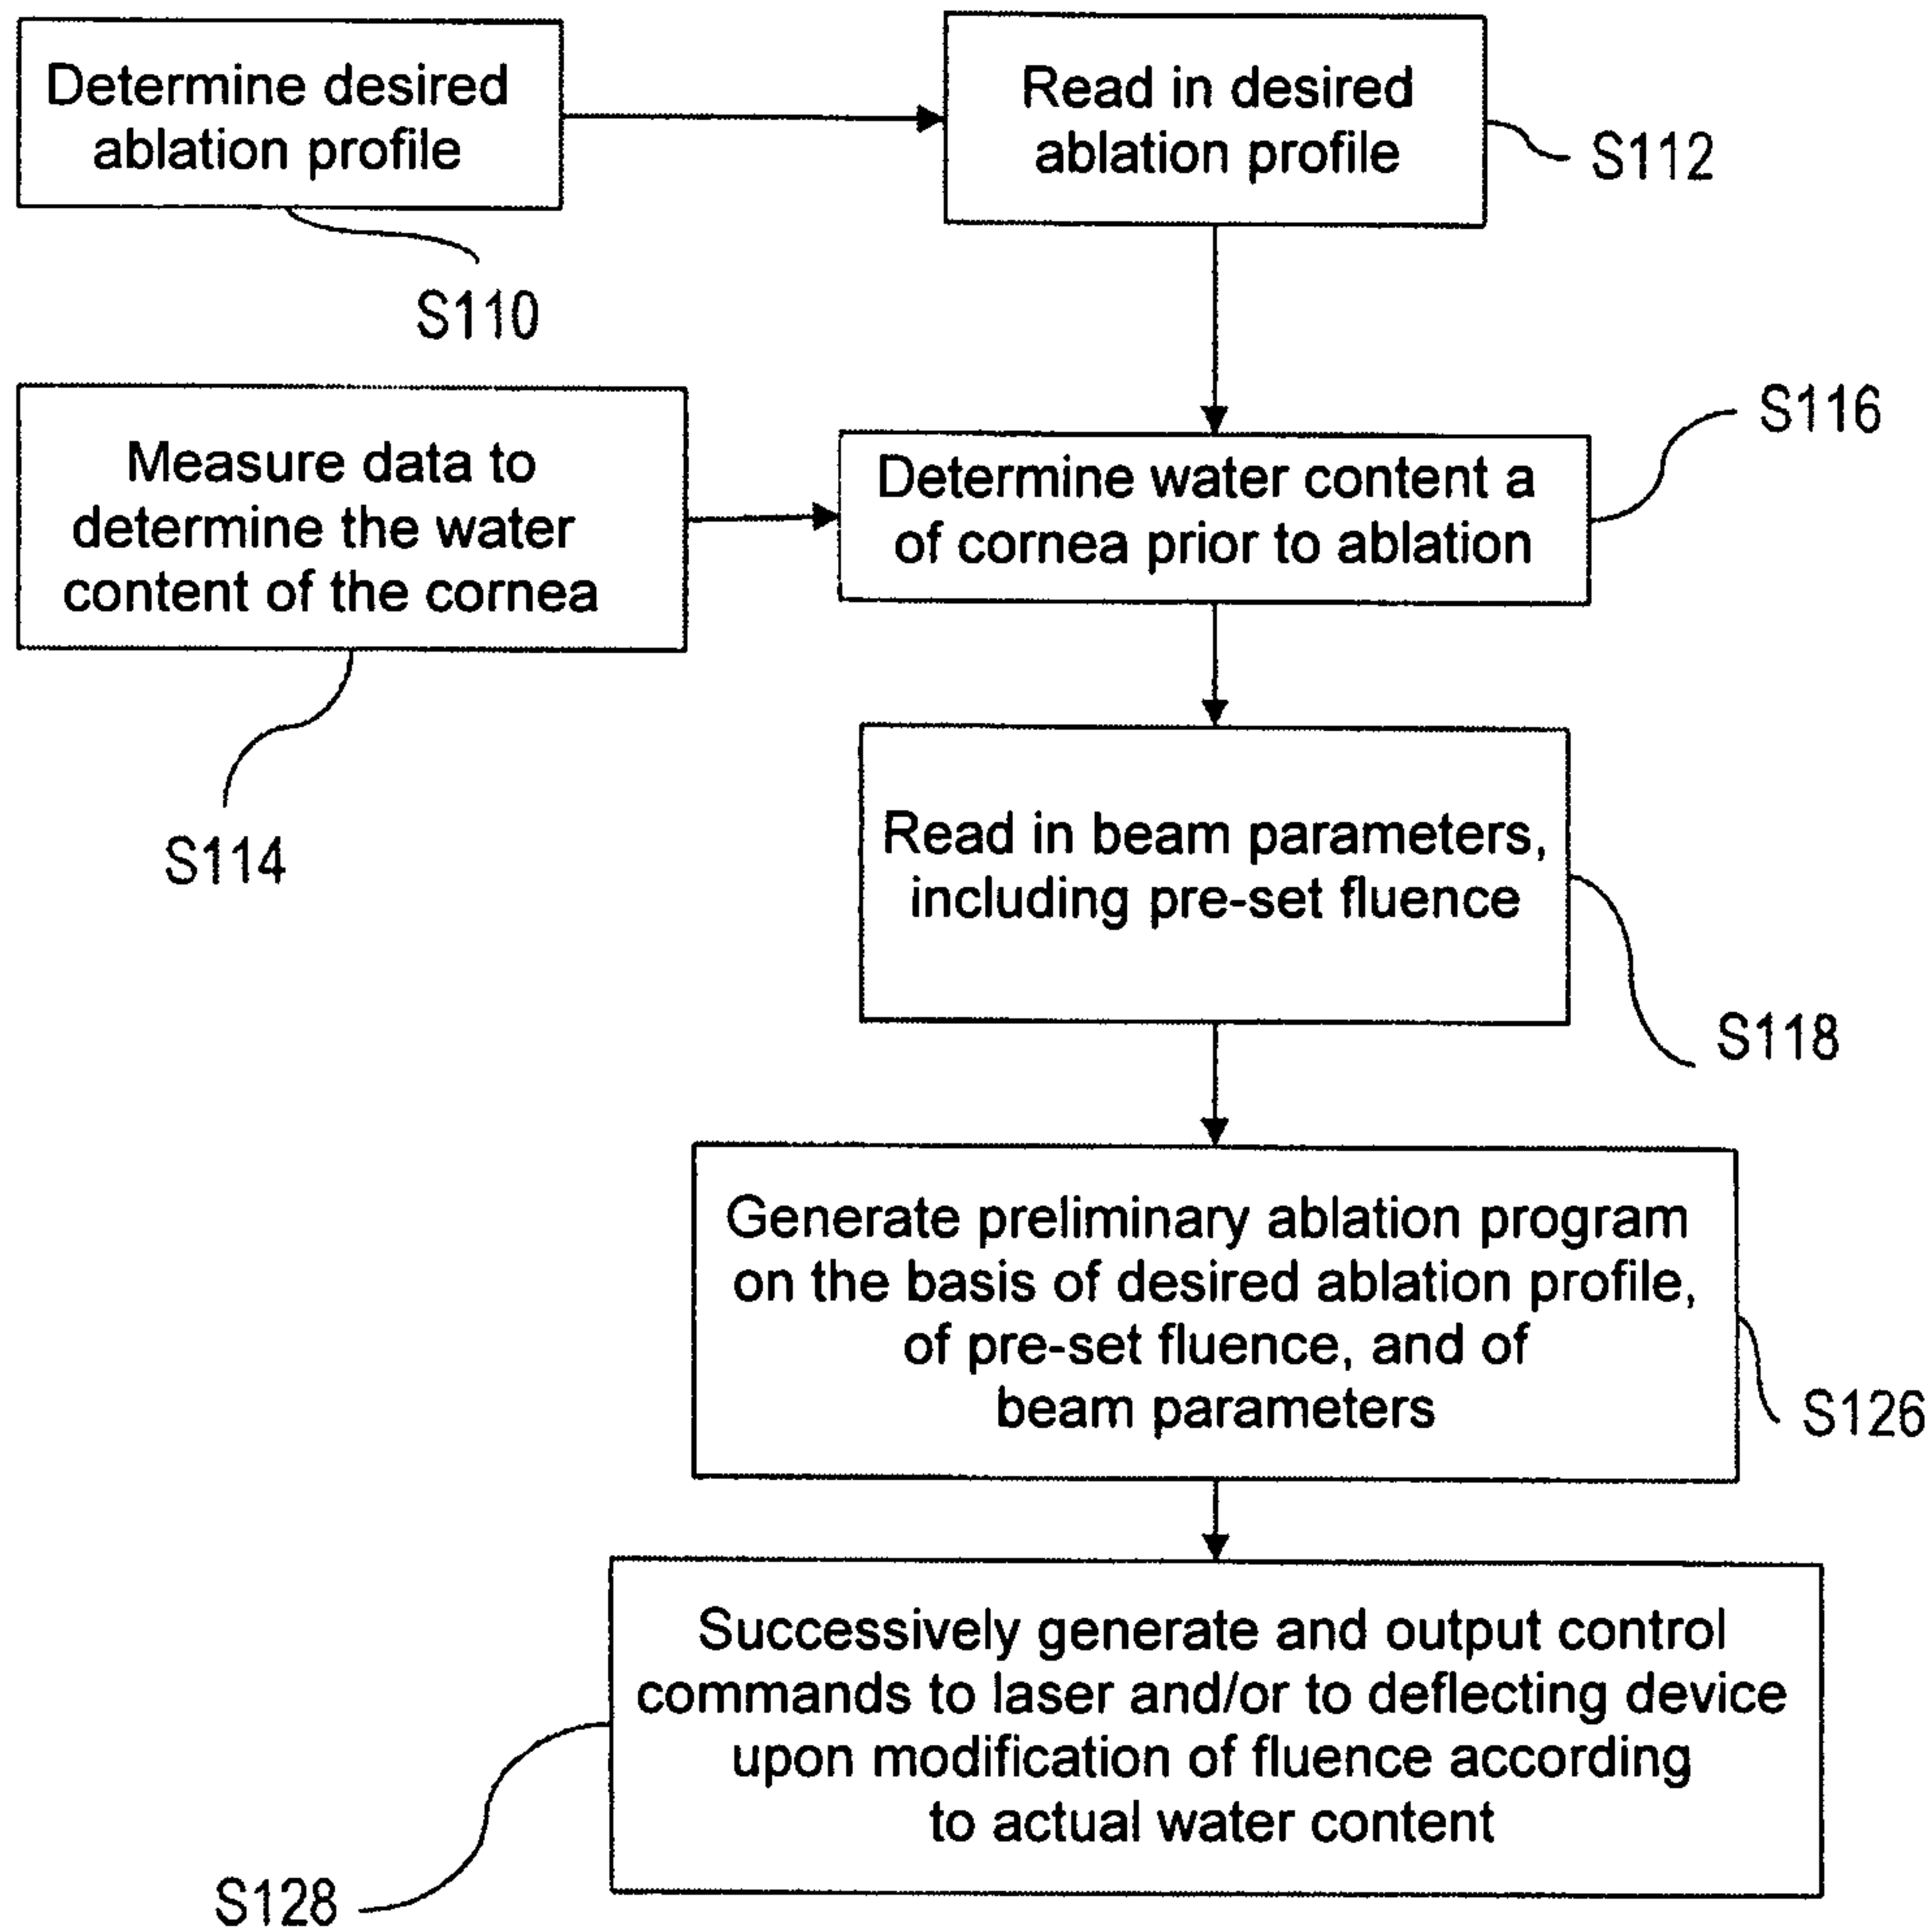 Determine desired
ablation profile
S110
Read in desired
ablation profile
S112
Measure data to
determine the water
content of the cornea
S114
Determine water content a
of cornea prior to ablation
S116
Read in beam parameters,
including pre-set fluence
S118
Generate preliminary ablation program
on the basis of desired ablation profile,
of pre-set fluence, and of
beam parameters
S126
Successively generate and output control
commands to laser and/or to deflecting device
upon modification of fluence according
to actual water content
S128